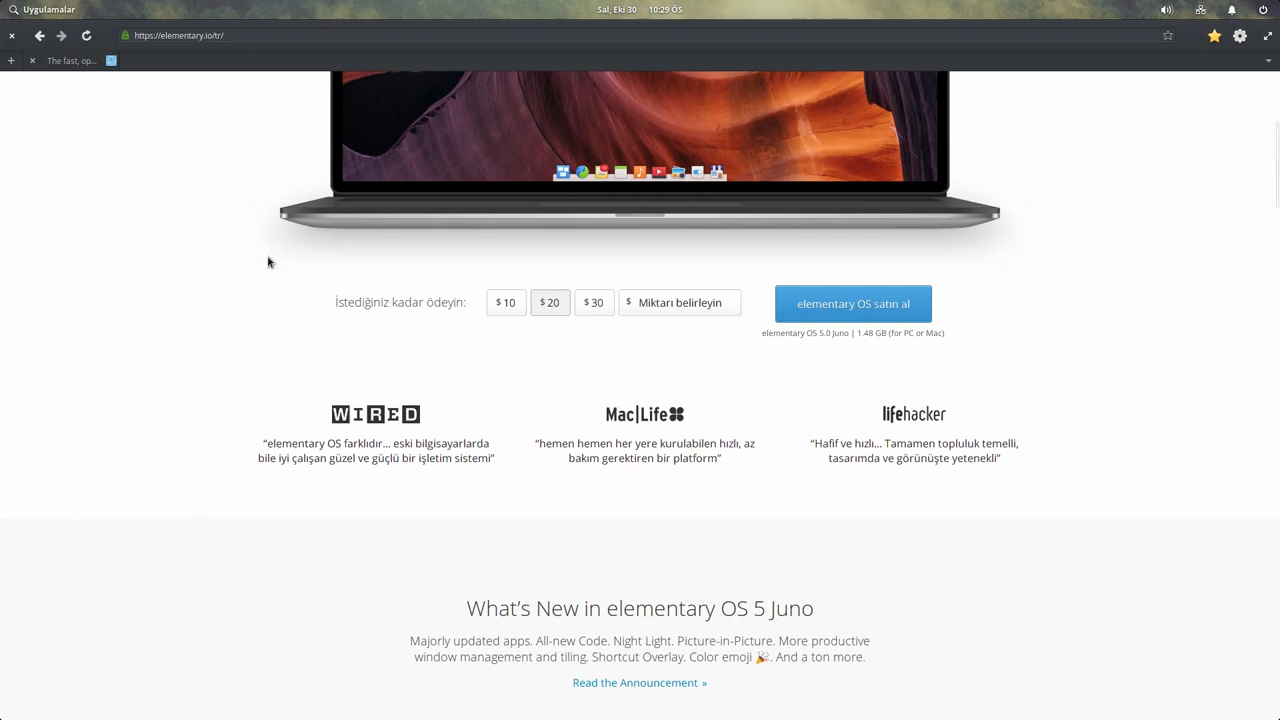 Uygulamalar
Sal, Eki 30 10:29 ÖS
https://elementary.io/tr/
The fast, op...
İstediğiniz kadar ödeyin:
$ 10
$ 20
$ 30
$ Miktarı belirleyin
elementary OS satın al
elementary OS 5.0 Juno | 1.48 GB (for PC or Mac)
WIRED
“elementary OS farklıdır... eski bilgisayarlarda
bile iyi çalışan güzel ve güçlü bir işletim sistemi”
Mac|Life
“hemen hemen her yere kurulabilen hızlı, az
bakım gerektiren bir platform”
lifehacker
“Hafif ve hızlı... Tamamen topluluk temelli,
tasarımda ve görünüşte yetenekli”
What’s New in elementary OS 5 Juno
Majorly updated apps. All-new Code. Night Light. Picture-in-Picture. More productive
window management and tiling. Shortcut Overlay. Color emoji 🎉. And a ton more.
Read the Announcement »